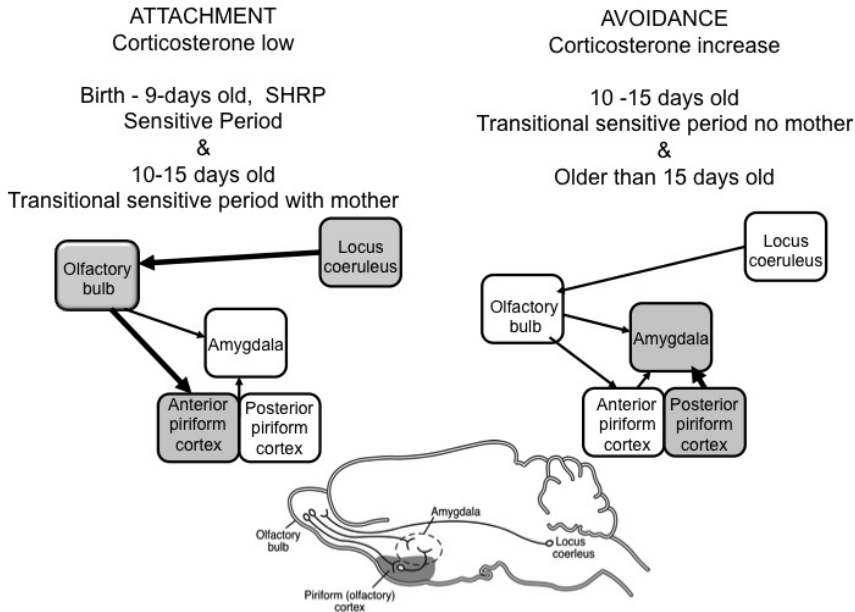 ATTACHMENT
Corticosterone low
Birth - 9-days old, SHRP
Sensitive Period
&
10-15 days old
Transitional sensitive period with mother
Locus
coeruleus
Olfactory
bulb
Amygdala
Anterior
piriform
cortex
Posterior
piriform
cortex
AVOIDANCE
Corticosterone increase
10 -15 days old
Transitional sensitive period no mother
&
Older than 15 days old
Locus
coeruleus
Olfactory
bulb
Amygdala
Anterior
piriform
cortex
Posterior
piriform
cortex
Amygdala
Olfactory
bulb
Locus
coerleus
Piriform (olfactory)
cortex